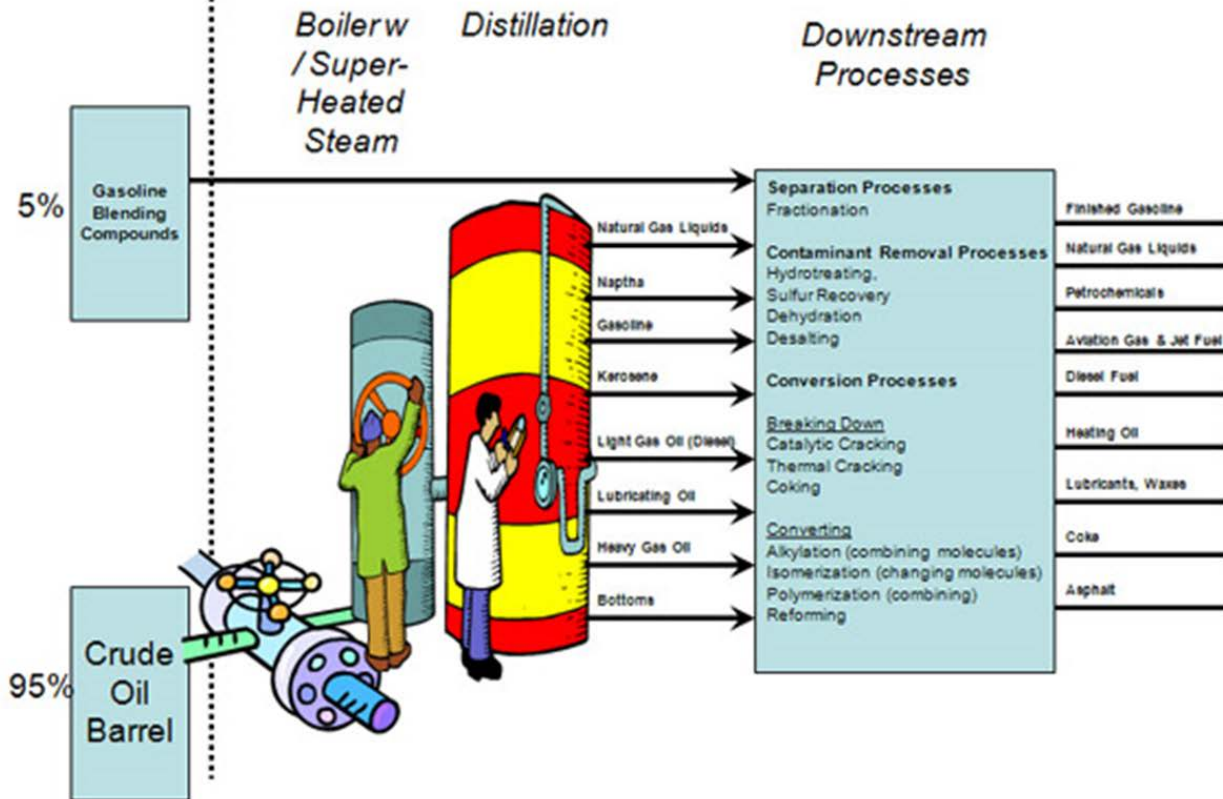 Boiler w
/ Super-
Heated
Steam
Distillation
Downstream
Processes
5%
Gasoline
Blending
Compounds
95%
Crude
Oil
Barrel
Natural Gas Liquids
Naptha
Gasoline
Kerosene
Light Gas Oil (Diesel)
Lubricating Oil
Heavy Gas Oil
Bottoms
Separation Processes
Fractionation
Contaminant Removal Processes
Hydrotreating,
Sulfur Recovery
Dehydration
Desalting
Conversion Processes
Breaking Down
Catalytic Cracking
Thermal Cracking
Coking
Converting
Alkylation (combining molecules)
Isomerization (changing molecules)
Polymerization (combining)
Reforming
Finished Gasoline
Natural Gas Liquids
Petrochemicals
Aviation Gas & Jet Fuel
Diesel Fuel
Heating Oil
Lubricants, Waxes
Coke
Asphalt